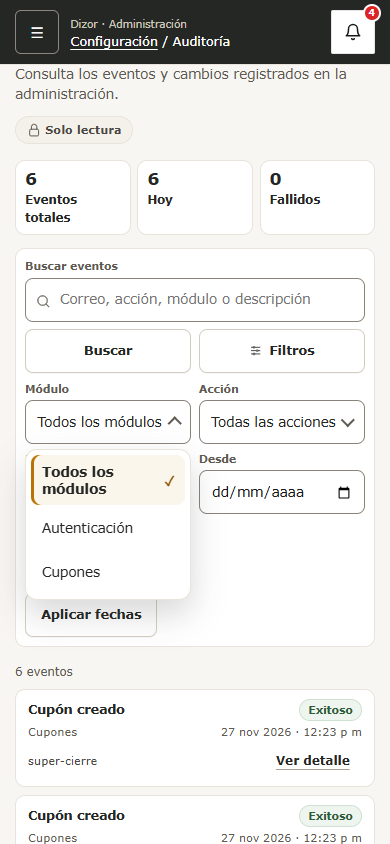 Dizor · Administración
Configuración / Auditoría
4
Consulta los eventos y cambios registrados en la
administración.
Solo lectura
6
Eventos
totales
6
Hoy
0
Fallidos
Buscar eventos
Correo, acción, módulo o descripción
Buscar
Filtros
Módulo
Acción
Todos los módulos
Todas las acciones
Desde
dd/mm/aaaa
Todos los
módulos
Autenticación
Cupones
Aplicar fechas
6 eventos
Cupón creado
Exitoso
Cupones
27 nov 2026 · 12:23 p m
super-cierre
Ver detalle
Cupón creado
Exitoso
Cupones
27 nov 2026 · 12:23 p m